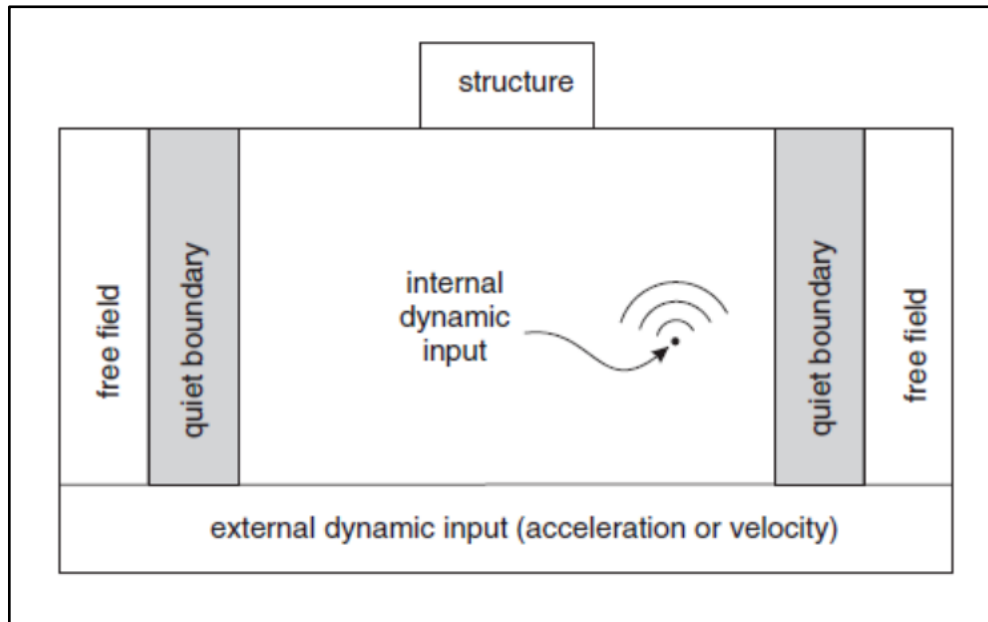 structure
free field
quiet boundary
internal
dynamic
input
quiet boundary
free field
external dynamic input (acceleration or velocity)